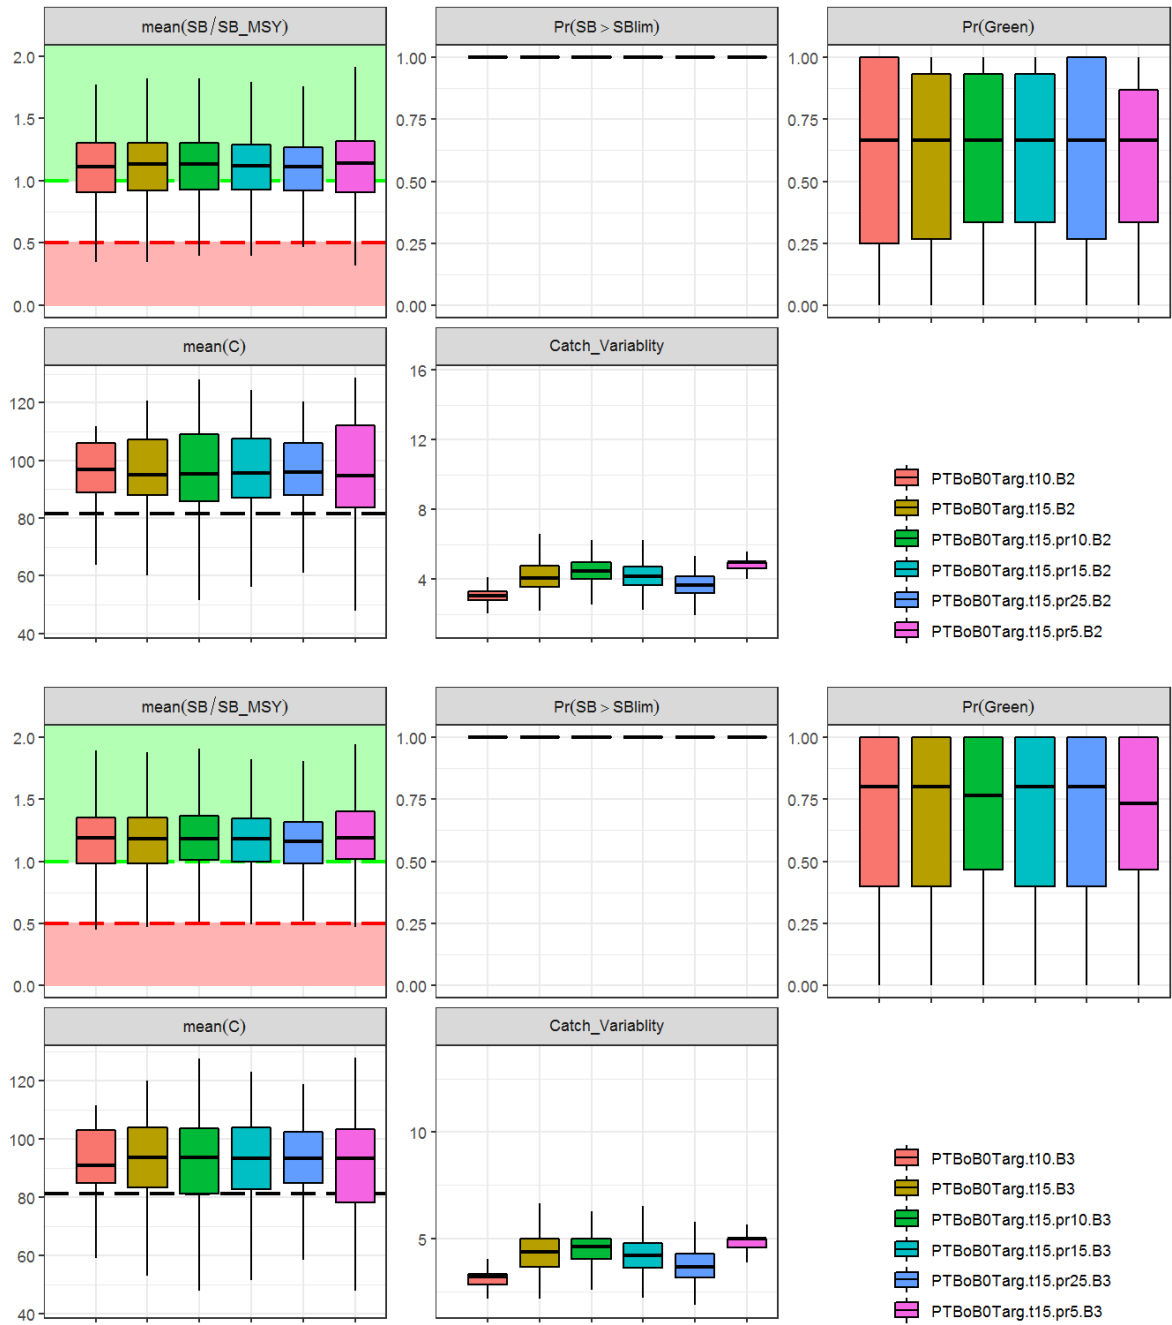 mean(SB/SB_MSY)
Pr(SB > SBlim)
Pr(Green)
2.0
1.5
1.0
0.5
0.0
1.00
0.75
0.50
0.25
0.00
1.00
0.75
0.50
0.25
0.00
mean(C)
Catch_Variablity
120
100
80
60
40
16
12
8
4
PTBoB0Targ.t10.B2
PTBoB0Targ.t15.B2
PTBoB0Targ.t15.pr10.B2
PTBoB0Targ.t15.pr15.B2
PTBoB0Targ.t15.pr25.B2
PTBoB0Targ.t15.pr5.B2
mean(SB/SB_MSY)
Pr(SB > SBlim)
Pr(Green)
2.0
1.5
1.0
0.5
0.0
1.00
0.75
0.50
0.25
0.00
1.00
0.75
0.50
0.25
0.00
mean(C)
Catch_Variablity
120
100
80
60
40
10
5
PTBoB0Targ.t10.B3
PTBoB0Targ.t15.B3
PTBoB0Targ.t15.pr10.B3
PTBoB0Targ.t15.pr15.B3
PTBoB0Targ.t15.pr25.B3
PTBoB0Targ.t15.pr5.B3